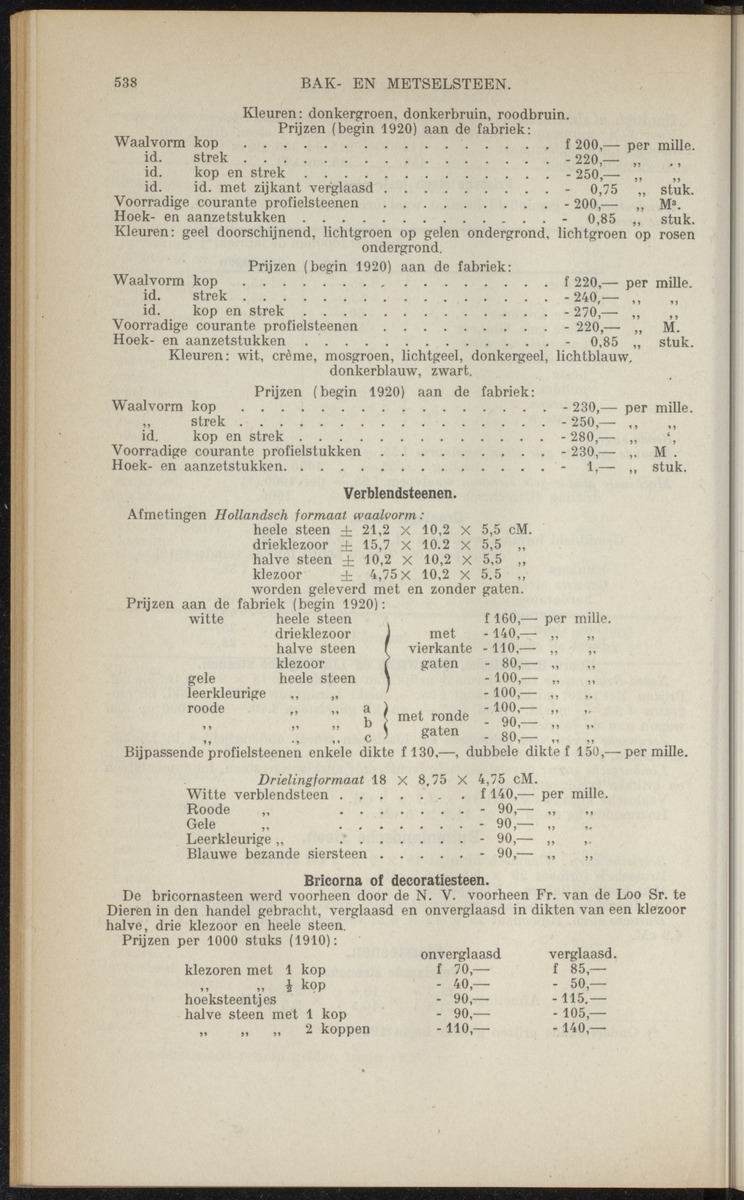 538 BAK- EN METSELSTEEN.
Kleuren: donkergroen, donkerbruin, roodbruin.
Prijzen (begin 1920) aan de fabriek:
Waalvorm kop . . . . . . . . . . . . . . . . f 200,— per mille.
id. strek . . . . . . . . . . . . . . . . - 220,— „ „
id. kop en strek . . . . . . . . . . . . . - 250,— „ „
id. id. met zijkant verglaasd . . . . . . . . . - 0,75 „ stuk.
Voorradige courante profielsteenen . . . . . . . . . - 200,— „ M³.
Hoek- en aanzetstukken . . . . . . . . . . . . . - 0,85 „ stuk.
Kleuren: geel doorschijnend, lichtgroen op gelen ondergrond, lichtgroen op rosen
ondergrond.
Prijzen (begin 1920) aan de fabriek:
Waalvorm kop . . . . . . . . . . . . . . . . f 220,— per mille.
id. strek . . . . . . . . . . . . . . . . - 240,— „ „
id. kop en strek . . . . . . . . . . . . . - 270,— „ „
Voorradige courante profielsteenen . . . . . . . . . - 220,— „ M.
Hoek- en aanzetstukken . . . . . . . . . . . . . - 0,85 „ stuk.
Kleuren: wit, crême, mosgroen, lichtgeel, donkergeel, lichtblauw,
donkerblauw, zwart.
Prijzen (begin 1920) aan de fabriek:
Waalvorm kop . . . . . . . . . . . . . . . . - 230,— per mille.
„ strek . . . . . . . . . . . . . . . . - 250,— „ „
id. kop en strek . . . . . . . . . . . . . - 280,— „ „
Voorradige courante profielstukken . . . . . . . . . - 230,— „ M .
Hoek- en aanzetstukken. . . . . . . . . . . . . . - 1,— „ stuk.
Verblendsteenen.
Afmetingen Hollandsch formaat waalvorm:
heele steen ± 21,2 × 10,2 × 5,5 cM.
drieklezoor ± 15,7 × 10.2 × 5,5 „
halve steen ± 10,2 × 10,2 × 5,5 „
klezoor ± 4,75 × 10,2 × 5.5 „
worden geleverd met en zonder gaten.
Prijzen aan de fabriek (begin 1920):
witte heele steen f 160,— per mille.
drieklezoor met - 140,— „ „
halve steen vierkante - 110,— „ „
klezoor gaten - 80,— „ „
gele heele steen - 100,— „ „
leerkleurige „ „ - 100,— „ „
roode „ „ a met ronde - 100,— „ „
„ „ „ b gaten - 90,— „ „
„ „ „ c - 80,— „ „
Bijpassende profielsteenen enkele dikte f 130,—, dubbele dikte f 150,— per mille.
Drielingformaat 18 × 8,75 × 4,75 cM.
Witte verblendsteen . . . . . . . f 140,— per mille.
Roode „ . . . . . . . - 90,— „ „
Gele „ . . . . . . . - 90,— „ „
Leerkleurige „ . . . . . . . - 90,— „ „
Blauwe bezande siersteen . . . . . - 90,— „ „
Bricorna of decoratiesteen.
De bricornasteen werd voorheen door de N. V. voorheen Fr. van de Loo Sr. te
Dieren in den handel gebracht, verglaasd en onverglaasd in dikten van een klezoor
halve, drie klezoor en heele steen.
Prijzen per 1000 stuks (1910):
onverglaasd verglaasd.
klezoren met 1 kop f 70,— f 85,—
„ „ ½ kop - 40,— - 50,—
hoeksteentjes - 90,— - 115.—
halve steen met 1 kop - 90,— - 105,—
„ „ „ 2 koppen - 110,— - 140,—